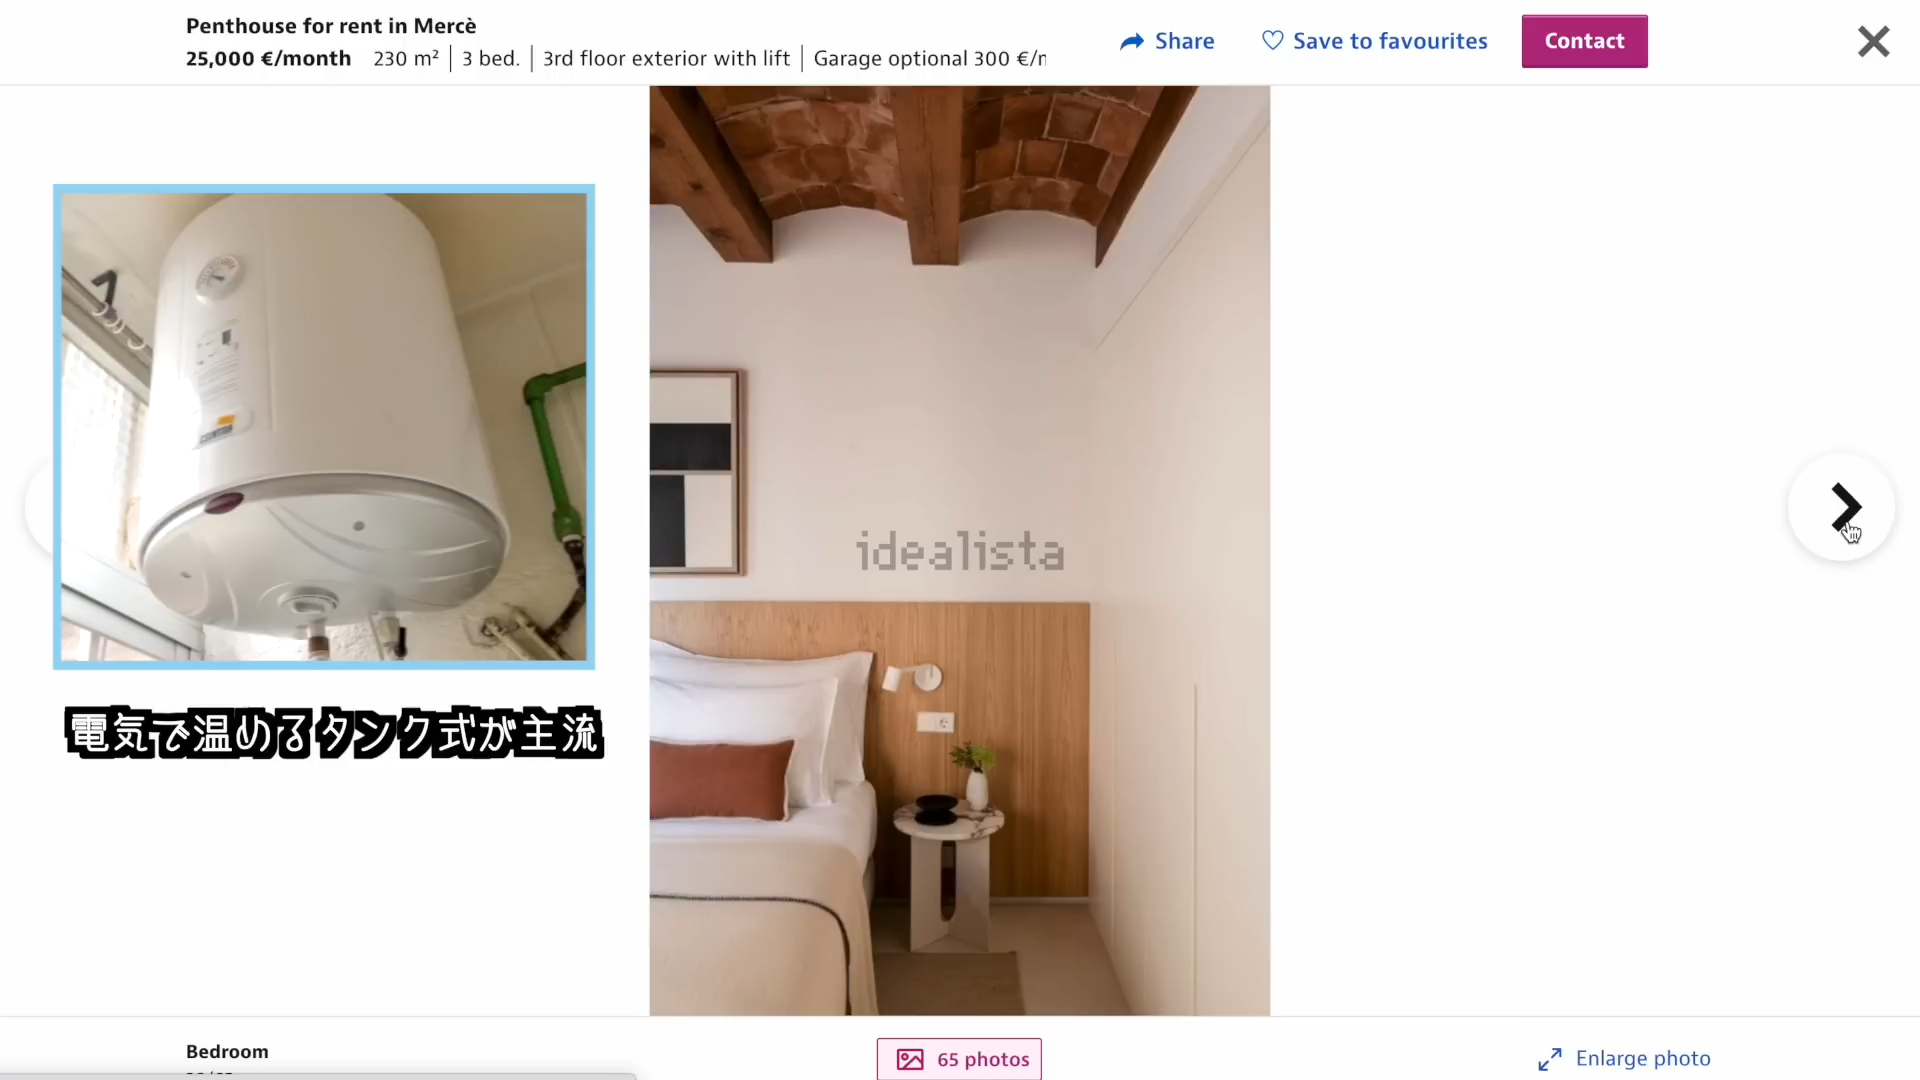 Penthouse for rent in Mercè
25,000 €/month 230 m² 3 bed. 3rd floor exterior with lift Garage optional 300
Share
Save to favourites
Contact
電気で温めるタンク式が主流
idealista
Bedroom
65 photos
Enlarge photo